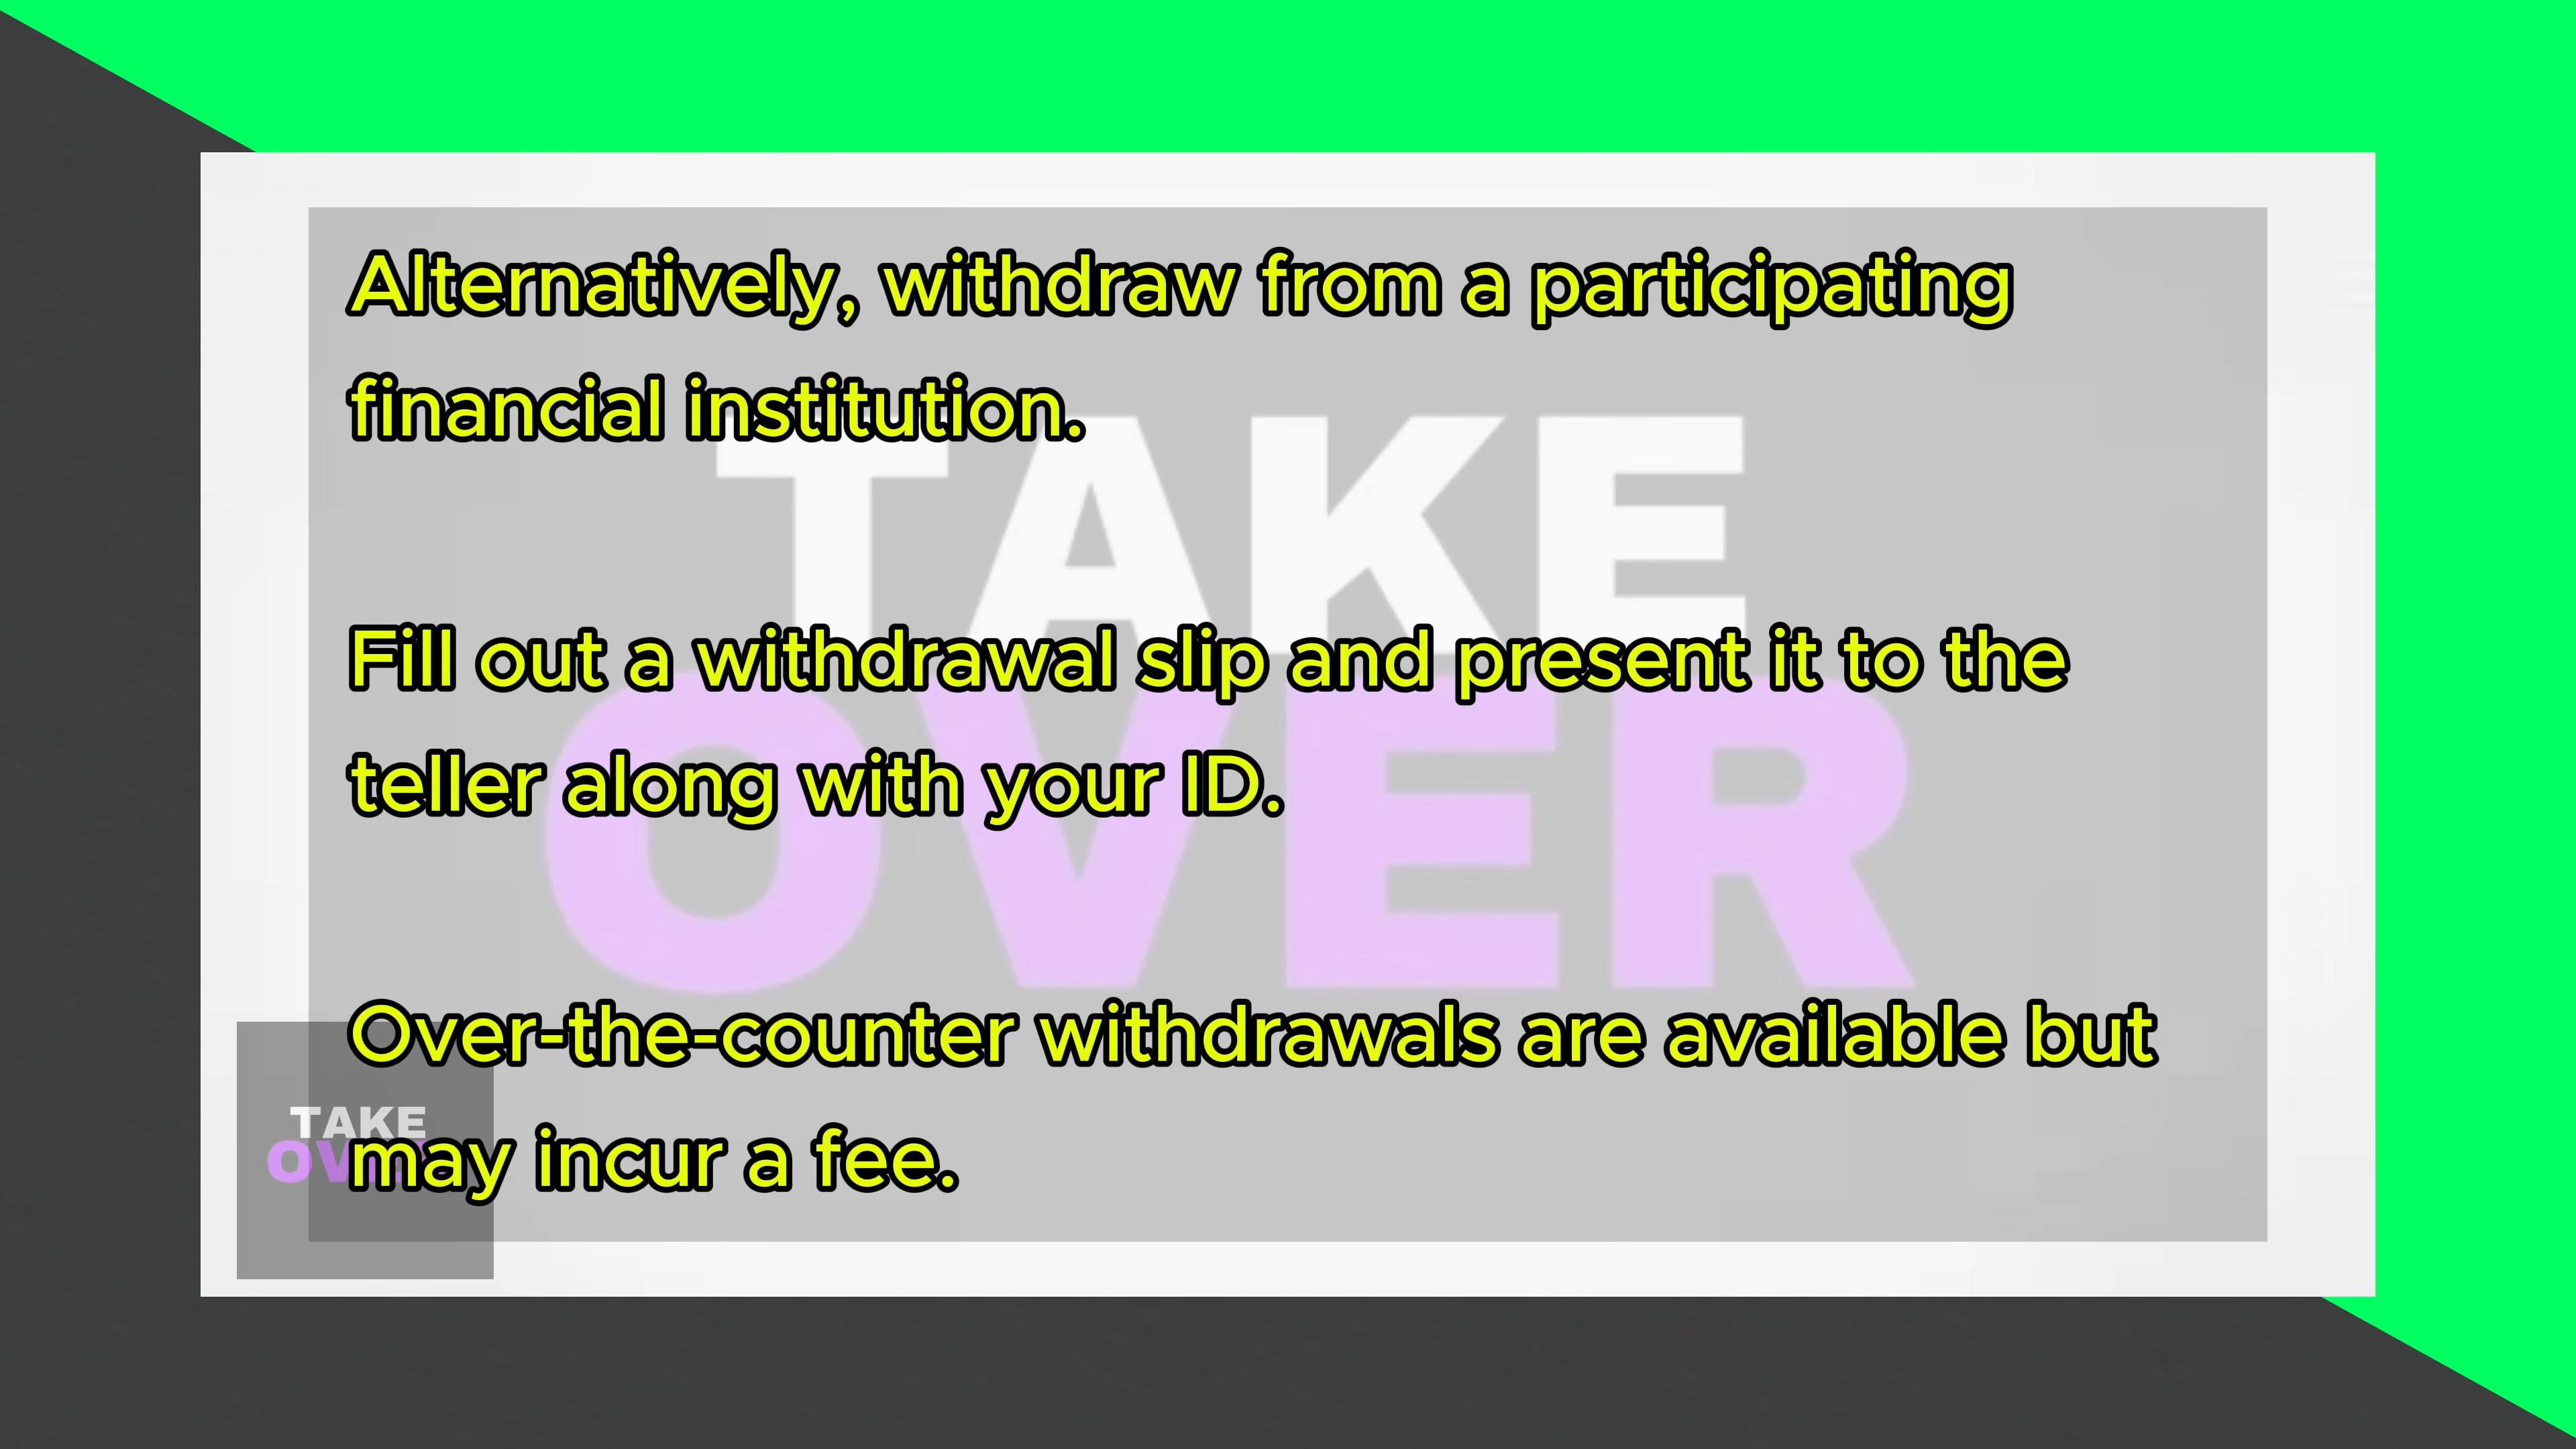 Alternatively, withdraw from a participating
financial institution.
TAKE
Fill out a withdrawal slip and present it to the
OVER
teller along with your ID.
Over-the-counter withdrawals are available but
TAKE
may incur a fee.